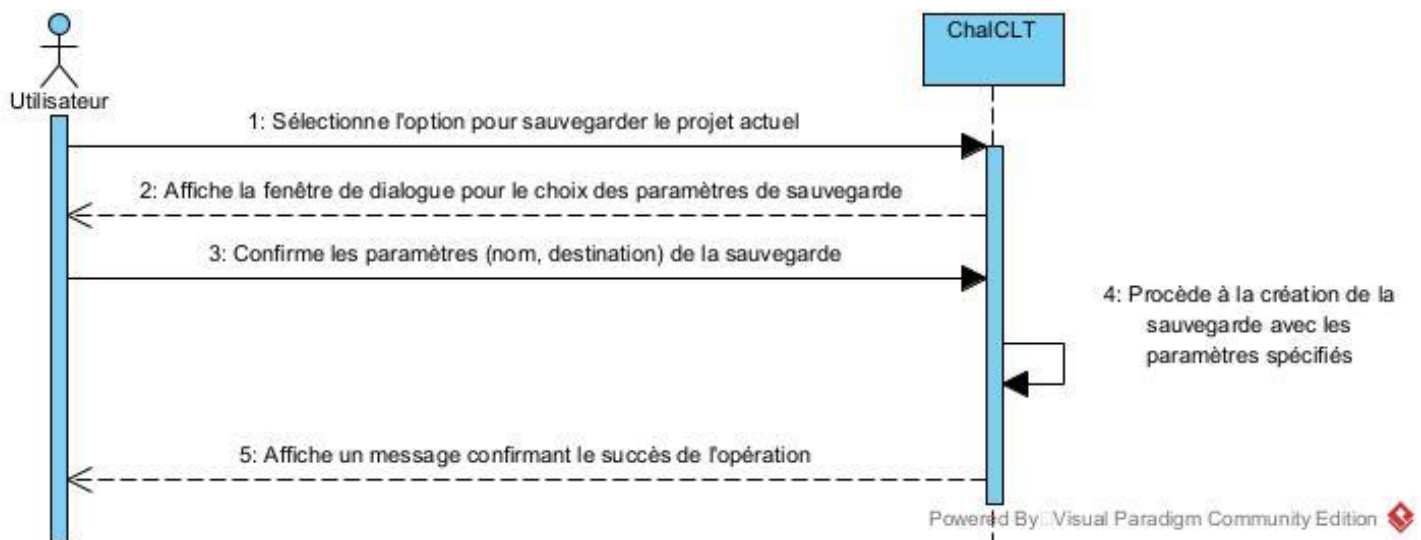 ChalCLT
Utilisateur
1: Sélectionne l'option pour sauvegarder le projet actuel
2: Affiche la fenêtre de dialogue pour le choix des paramètres de sauvegarde
3: Confirme les paramètres (nom, destination) de la sauvegarde
4: Procède à la création de la
sauvegarde avec les
paramètres spécifiés
5: Affiche un message confirmant le succès de l'opération
Powered By Visual Paradigm Community Edition